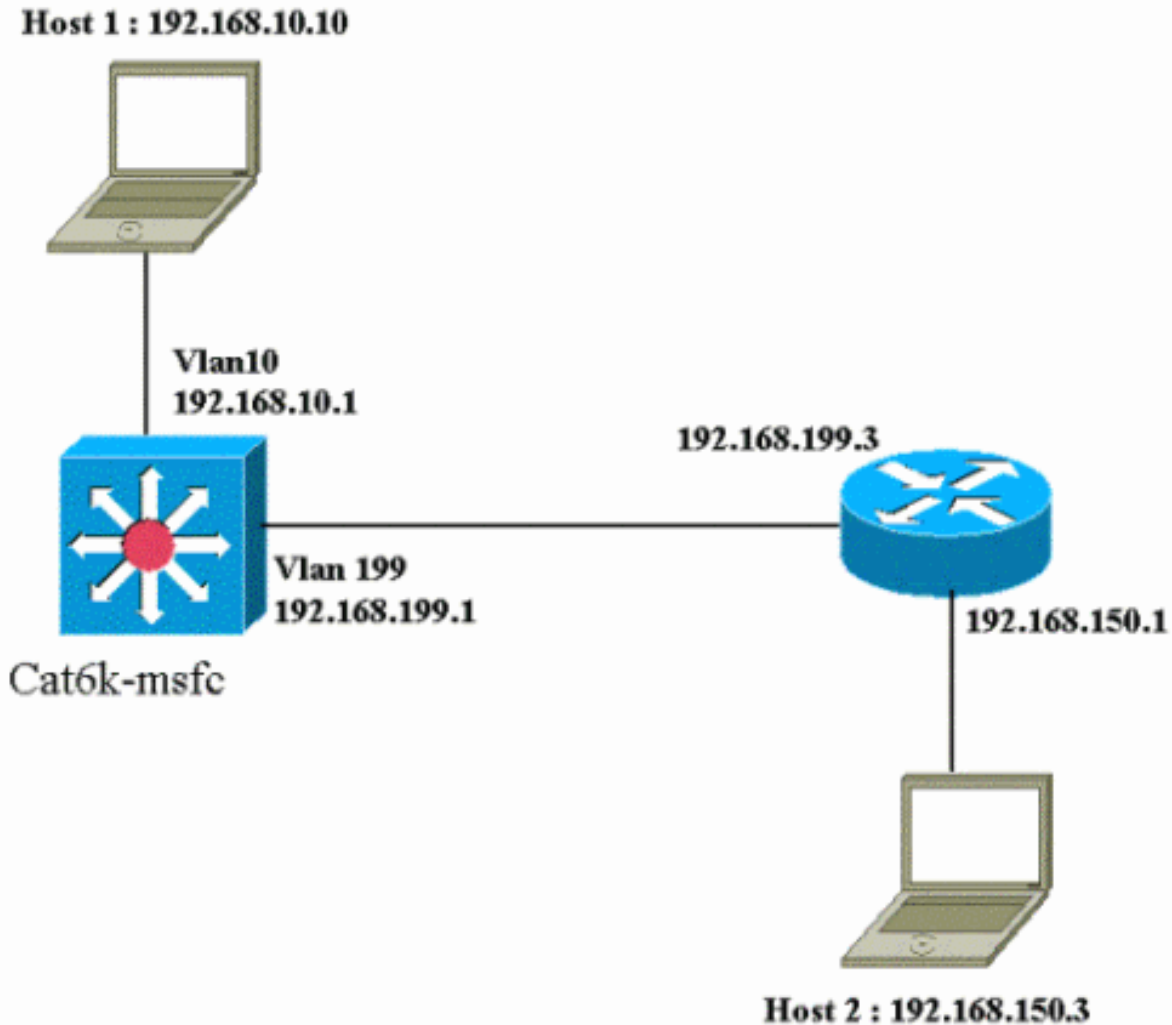 Host 1 : 192.168.10.10
Vlan10
192.168.10.1
192.168.199.3
Vlan 199
192.168.199.1
192.168.150.1
Cat6k-msfc
Host 2 : 192.168.150.3